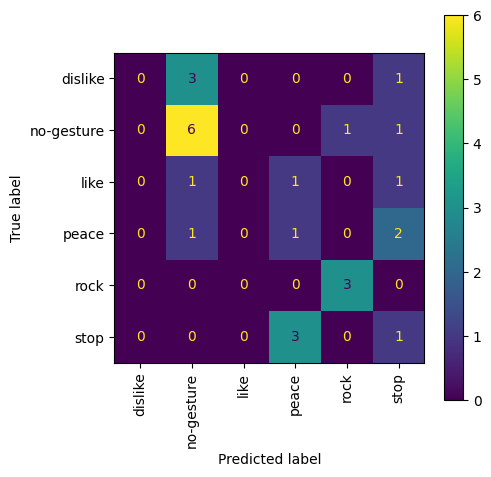 True label
dislike 0 3 0 0 0 1
no-gesture 0 6 0 0 1 1
like 0 1 0 1 0 1
peace 0 1 0 1 0 2
rock 0 0 0 0 3 0
stop 0 0 0 3 0 1
dislike no-gesture like peace rock stop
Predicted label
6
5
4
3
2
1
0